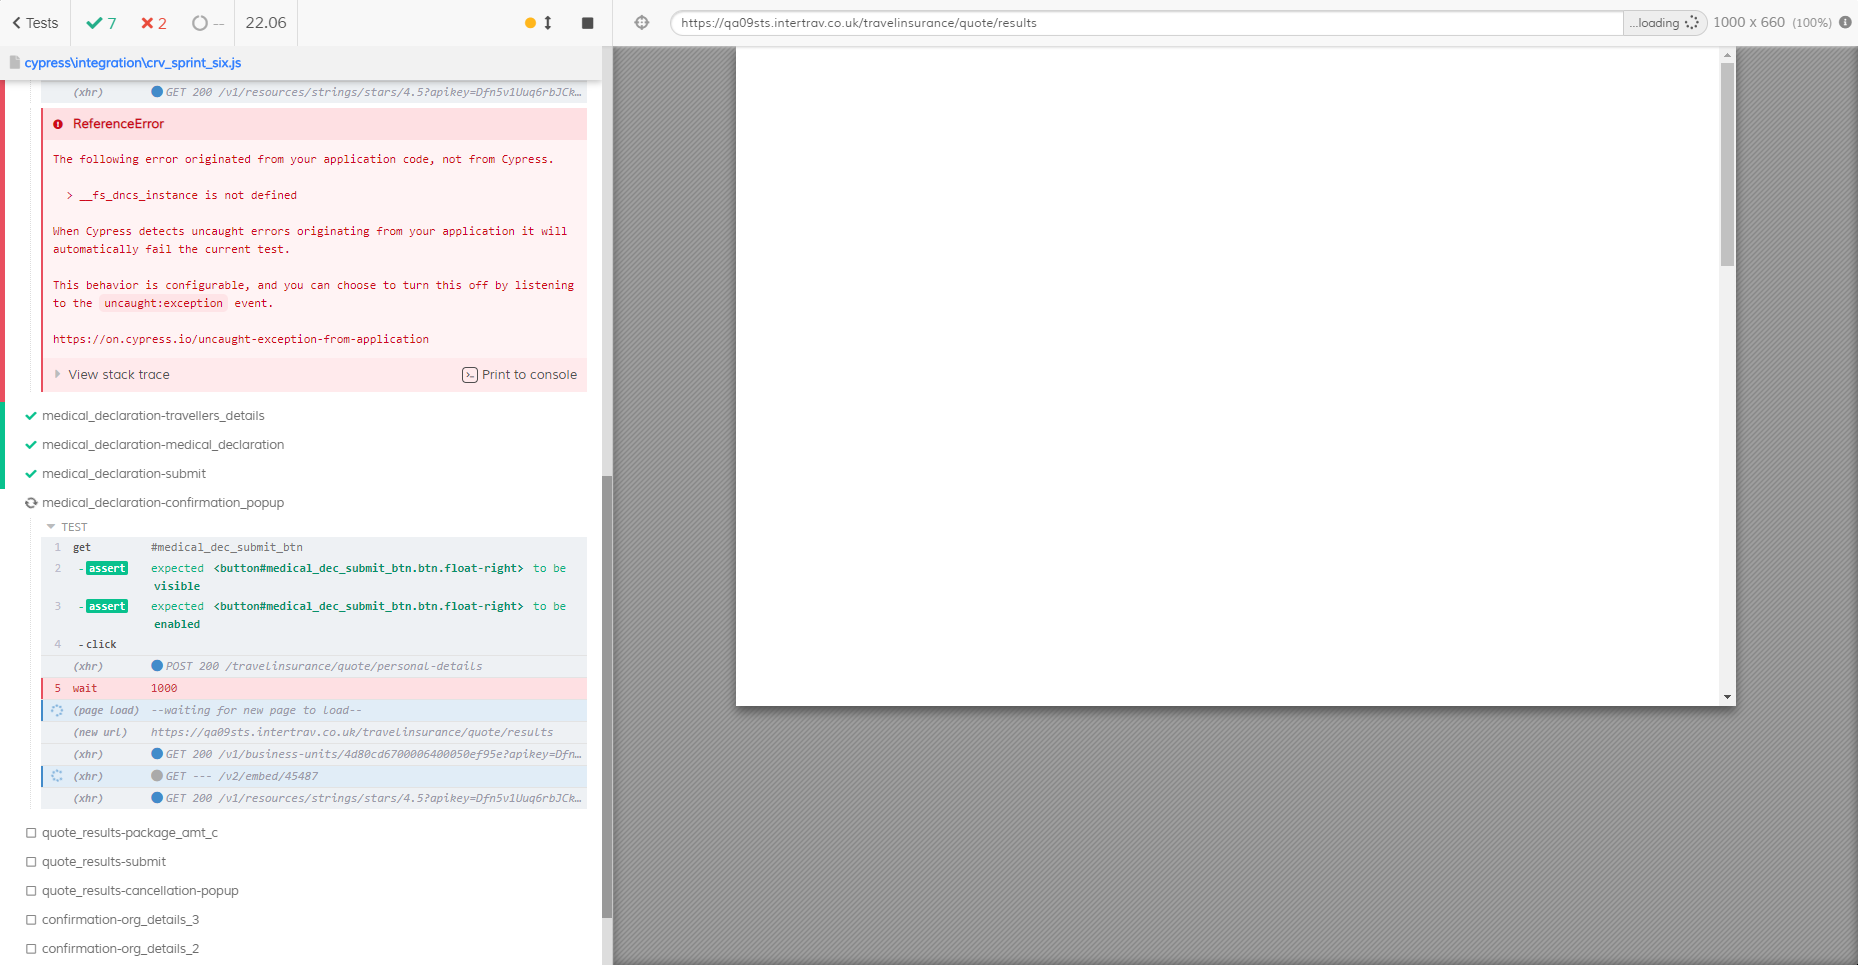 Tests 7 2 -- 22.06
https://qa09sts.intertrav.co.uk/travelinsurance/quote/results ...loading 1000 x 660 (100%)
cypress\integration\crv_sprint_six.js
(xhr) GET 200 /v1/resources/strings/stars/4.5?apikey=Dfn5v1Uuq6rbJCk…
ReferenceError
The following error originated from your application code, not from Cypress.
> __fs_dncs_instance is not defined
When Cypress detects uncaught errors originating from your application it will
automatically fail the current test.
This behavior is configurable, and you can choose to turn this off by listening
to the uncaught:exception event.
https://on.cypress.io/uncaught-exception-from-application
View stack trace Print to console
medical_declaration-travellers_details
medical_declaration-medical_declaration
medical_declaration-submit
medical_declaration-confirmation_popup
TEST
1 get #medical_dec_submit_btn
2 -assert expected <button#medical_dec_submit_btn.btn.float-right> to be
visible
3 -assert expected <button#medical_dec_submit_btn.btn.float-right> to be
enabled
4 -click
(xhr) POST 200 /travelinsurance/quote/personal-details
5 wait 1000
(page load) --waiting for new page to load--
(new url) https://qa09sts.intertrav.co.uk/travelinsurance/quote/results
(xhr) GET 200 /v1/business-units/4d80cd6700006400050ef95e?apikey=Dfn…
(xhr) GET --- /v2/embed/45487
(xhr) GET 200 /v1/resources/strings/stars/4.5?apikey=Dfn5v1Uuq6rbJCk…
quote_results-package_amt_c
quote_results-submit
quote_results-cancellation-popup
confirmation-org_details_3
confirmation-org_details_2